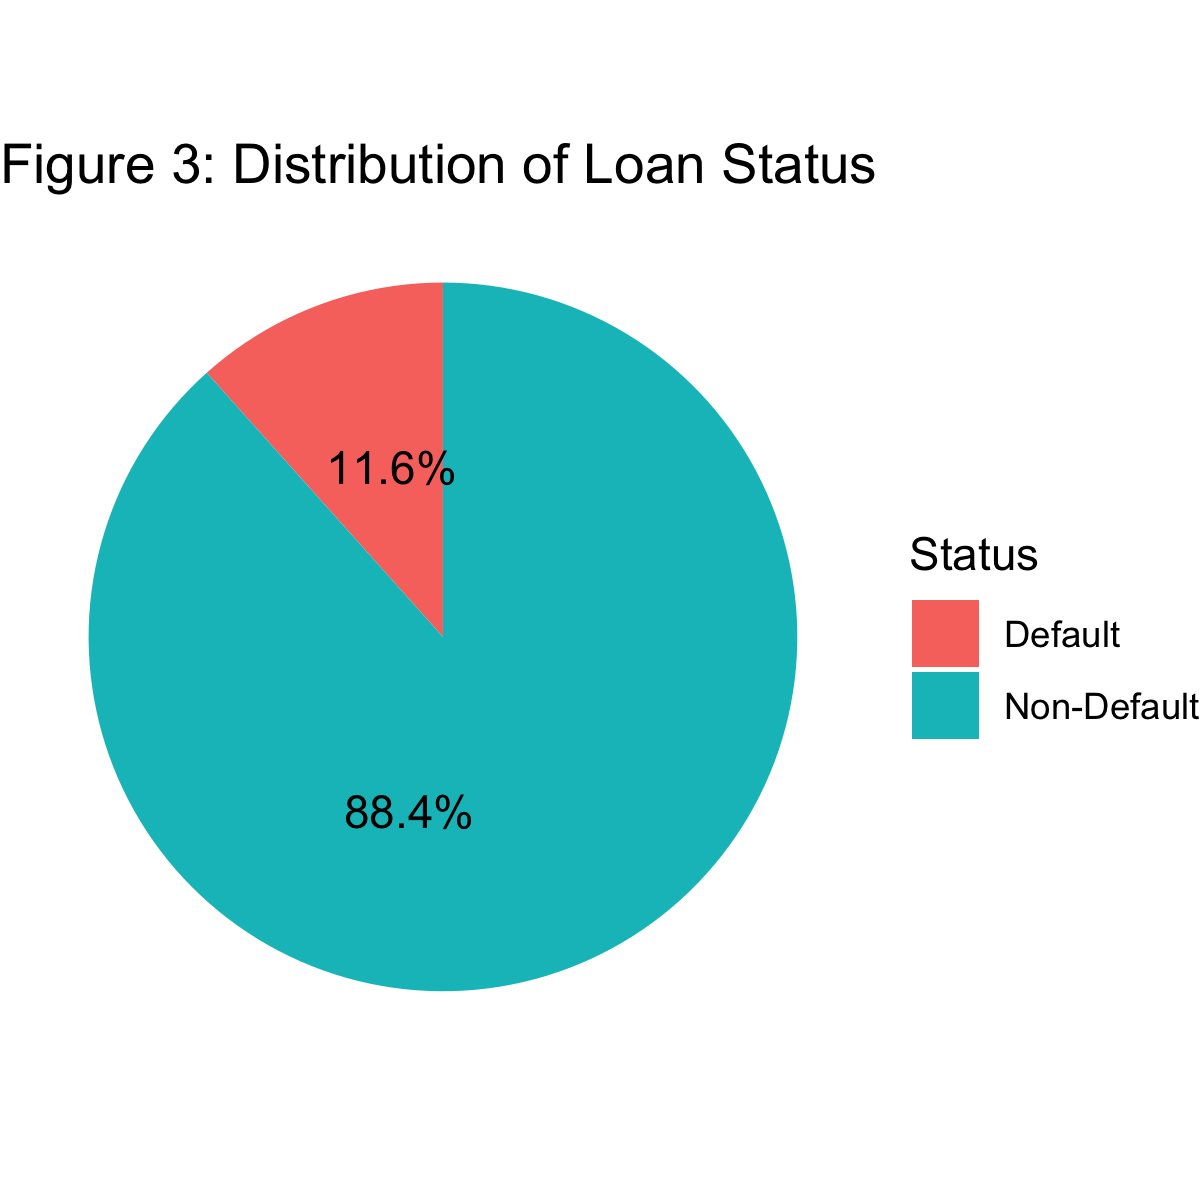 Figure 3: Distribution of Loan Status
11.6%
88.4%
Status
Default
Non-Default